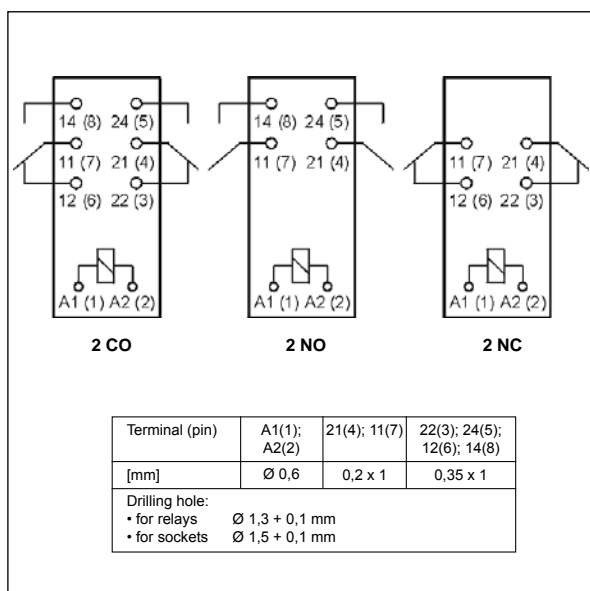 14 (8) 24 (5)
11 (7) 21 (4)
12 (6) 22 (3)
A1 (1) A2 (2)
2 CO
14 (8) 24 (5)
11 (7) 21 (4)
A1 (1) A2 (2)
2 NO
11 (7) 21 (4)
12 (6) 22 (3)
A1 (1) A2 (2)
2 NC
Terminal (pin)
A1(1);
A2(2)
21(4); 11(7)
22(3); 24(5);
12(6); 14(8)
[mm]
Ø 0,6
0,2 x 1
0,35 x 1
Drilling hole:
• for relays Ø 1,3 + 0,1 mm
• for sockets Ø 1,5 + 0,1 mm